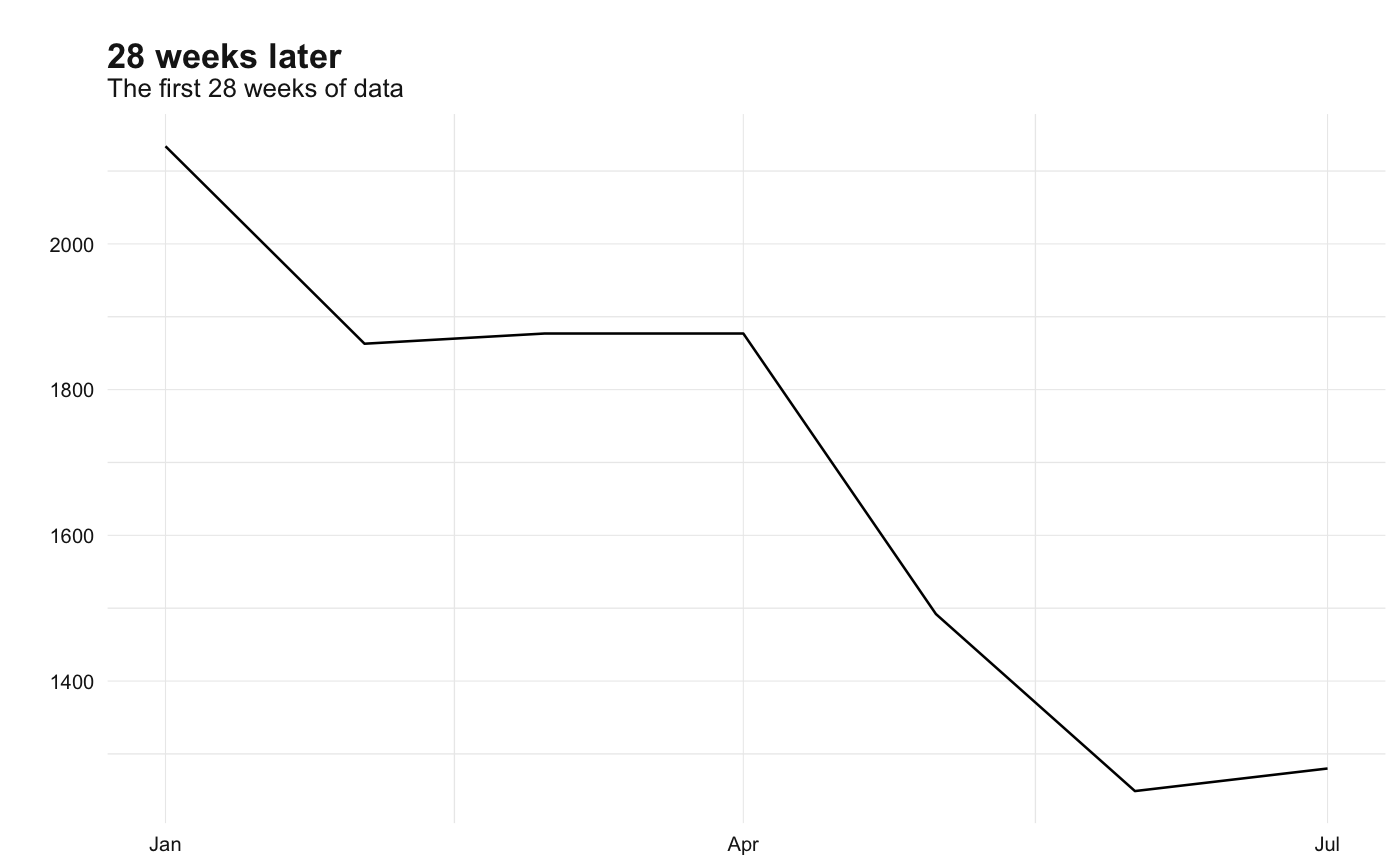 28 weeks later
The first 28 weeks of data
2000
1800
1600
1400
Jan Apr Jul